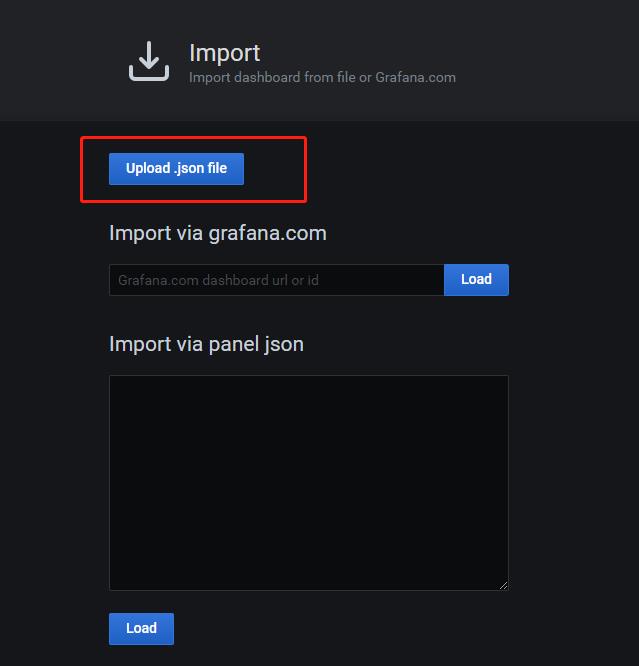 Import
Import dashboard from file or Grafana.com
Upload .json file
Import via grafana.com
Grafana.com dashboard url or id
Load
Import via panel json
Load